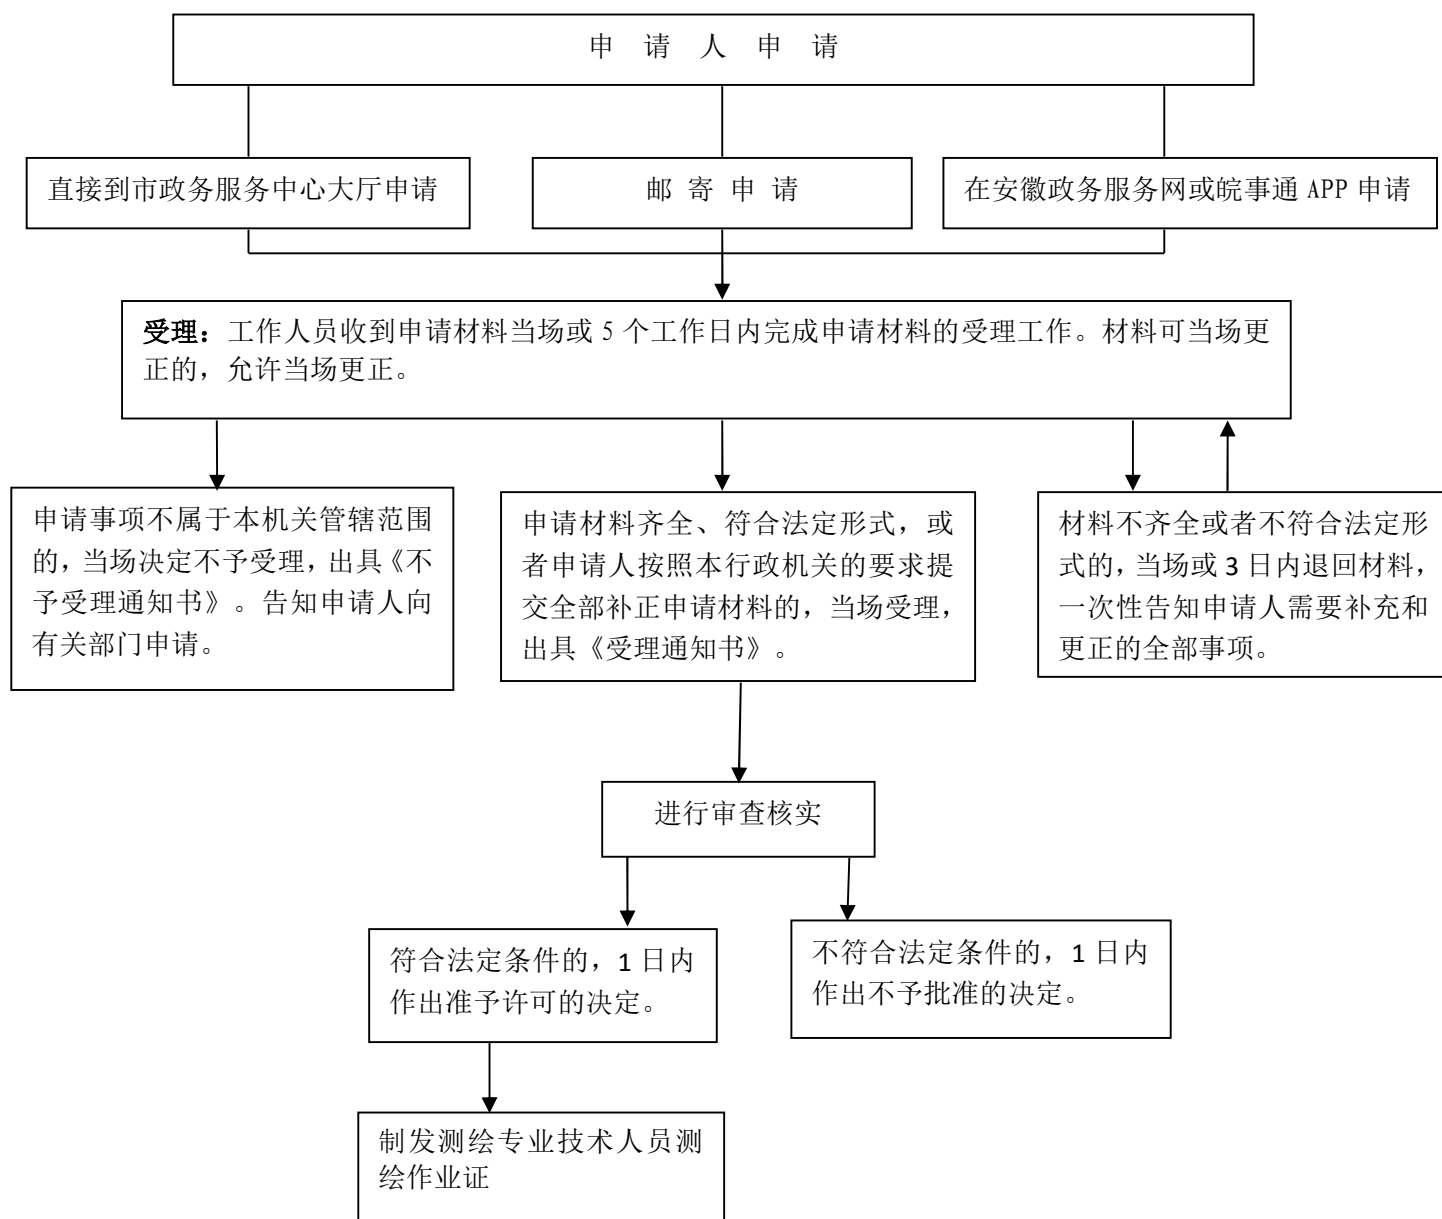 申 请 人 申 请
直接到市政务服务中心大厅申请
邮 寄 申 请
在安徽政务服务网或皖事通 APP 申请
受理：工作人员收到申请材料当场或 5 个工作日内完成申请材料的受理工作。材料可当场更
正的，允许当场更正。
申请事项不属于本机关管辖范围
的，当场决定不予受理，出具《不
予受理通知书》。告知申请人向
有关部门申请。
申请材料齐全、符合法定形式，或
者申请人按照本行政机关的要求提
交全部补正申请材料的，当场受理，
出具《受理通知书》。
材料不齐全或者不符合法定形
式的，当场或 3 日内退回材料，
一次性告知申请人需要补充和
更正的全部事项。
进行审查核实
符合法定条件的，1 日内
作出准予许可的决定。
不符合法定条件的，1 日内
作出不予批准的决定。
制发测绘专业技术人员测
绘作业证